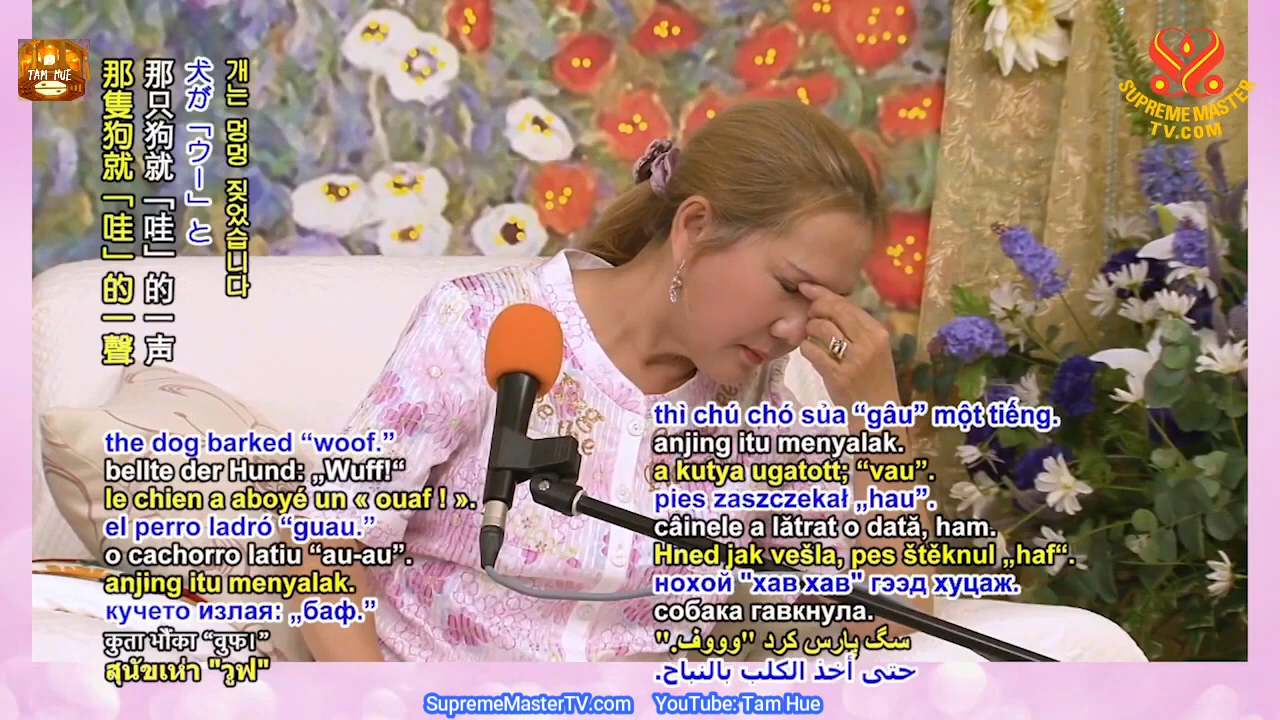 TAM HUE
SUPREME MASTER
TV.COM
개는 멍멍 짖었습니다
犬が「ウー」と
那只狗就「哇」的一声
那隻狗就「哇」的一聲
the dog barked “woof.”
bellte der Hund: „Wuff!“
le chien a aboyé un « ouaf ! ».
el perro ladró “guau.”
o cachorro latiu “au-au”.
anjing itu menyalak.
кучето излая: „баф.”
कुत्ता भौंका “वुफ।”
สุนัขเห่า "วูฟ"
thì chú chó sủa “gâu” một tiếng.
anjing itu menyalak.
a kutya ugatott; “vau”.
pies zaszczekał „hau”.
câinele a lătrat o dată, ham.
Hned jak vešla, pes štěknul „haf“.
нохой "хав хав" гээд хуцаж.
собака гавкнула.
سگ پارس کرد "وووف."
حتى أخذ الكلب بالنباح.
SupremeMasterTV.com YouTube: Tam Hue